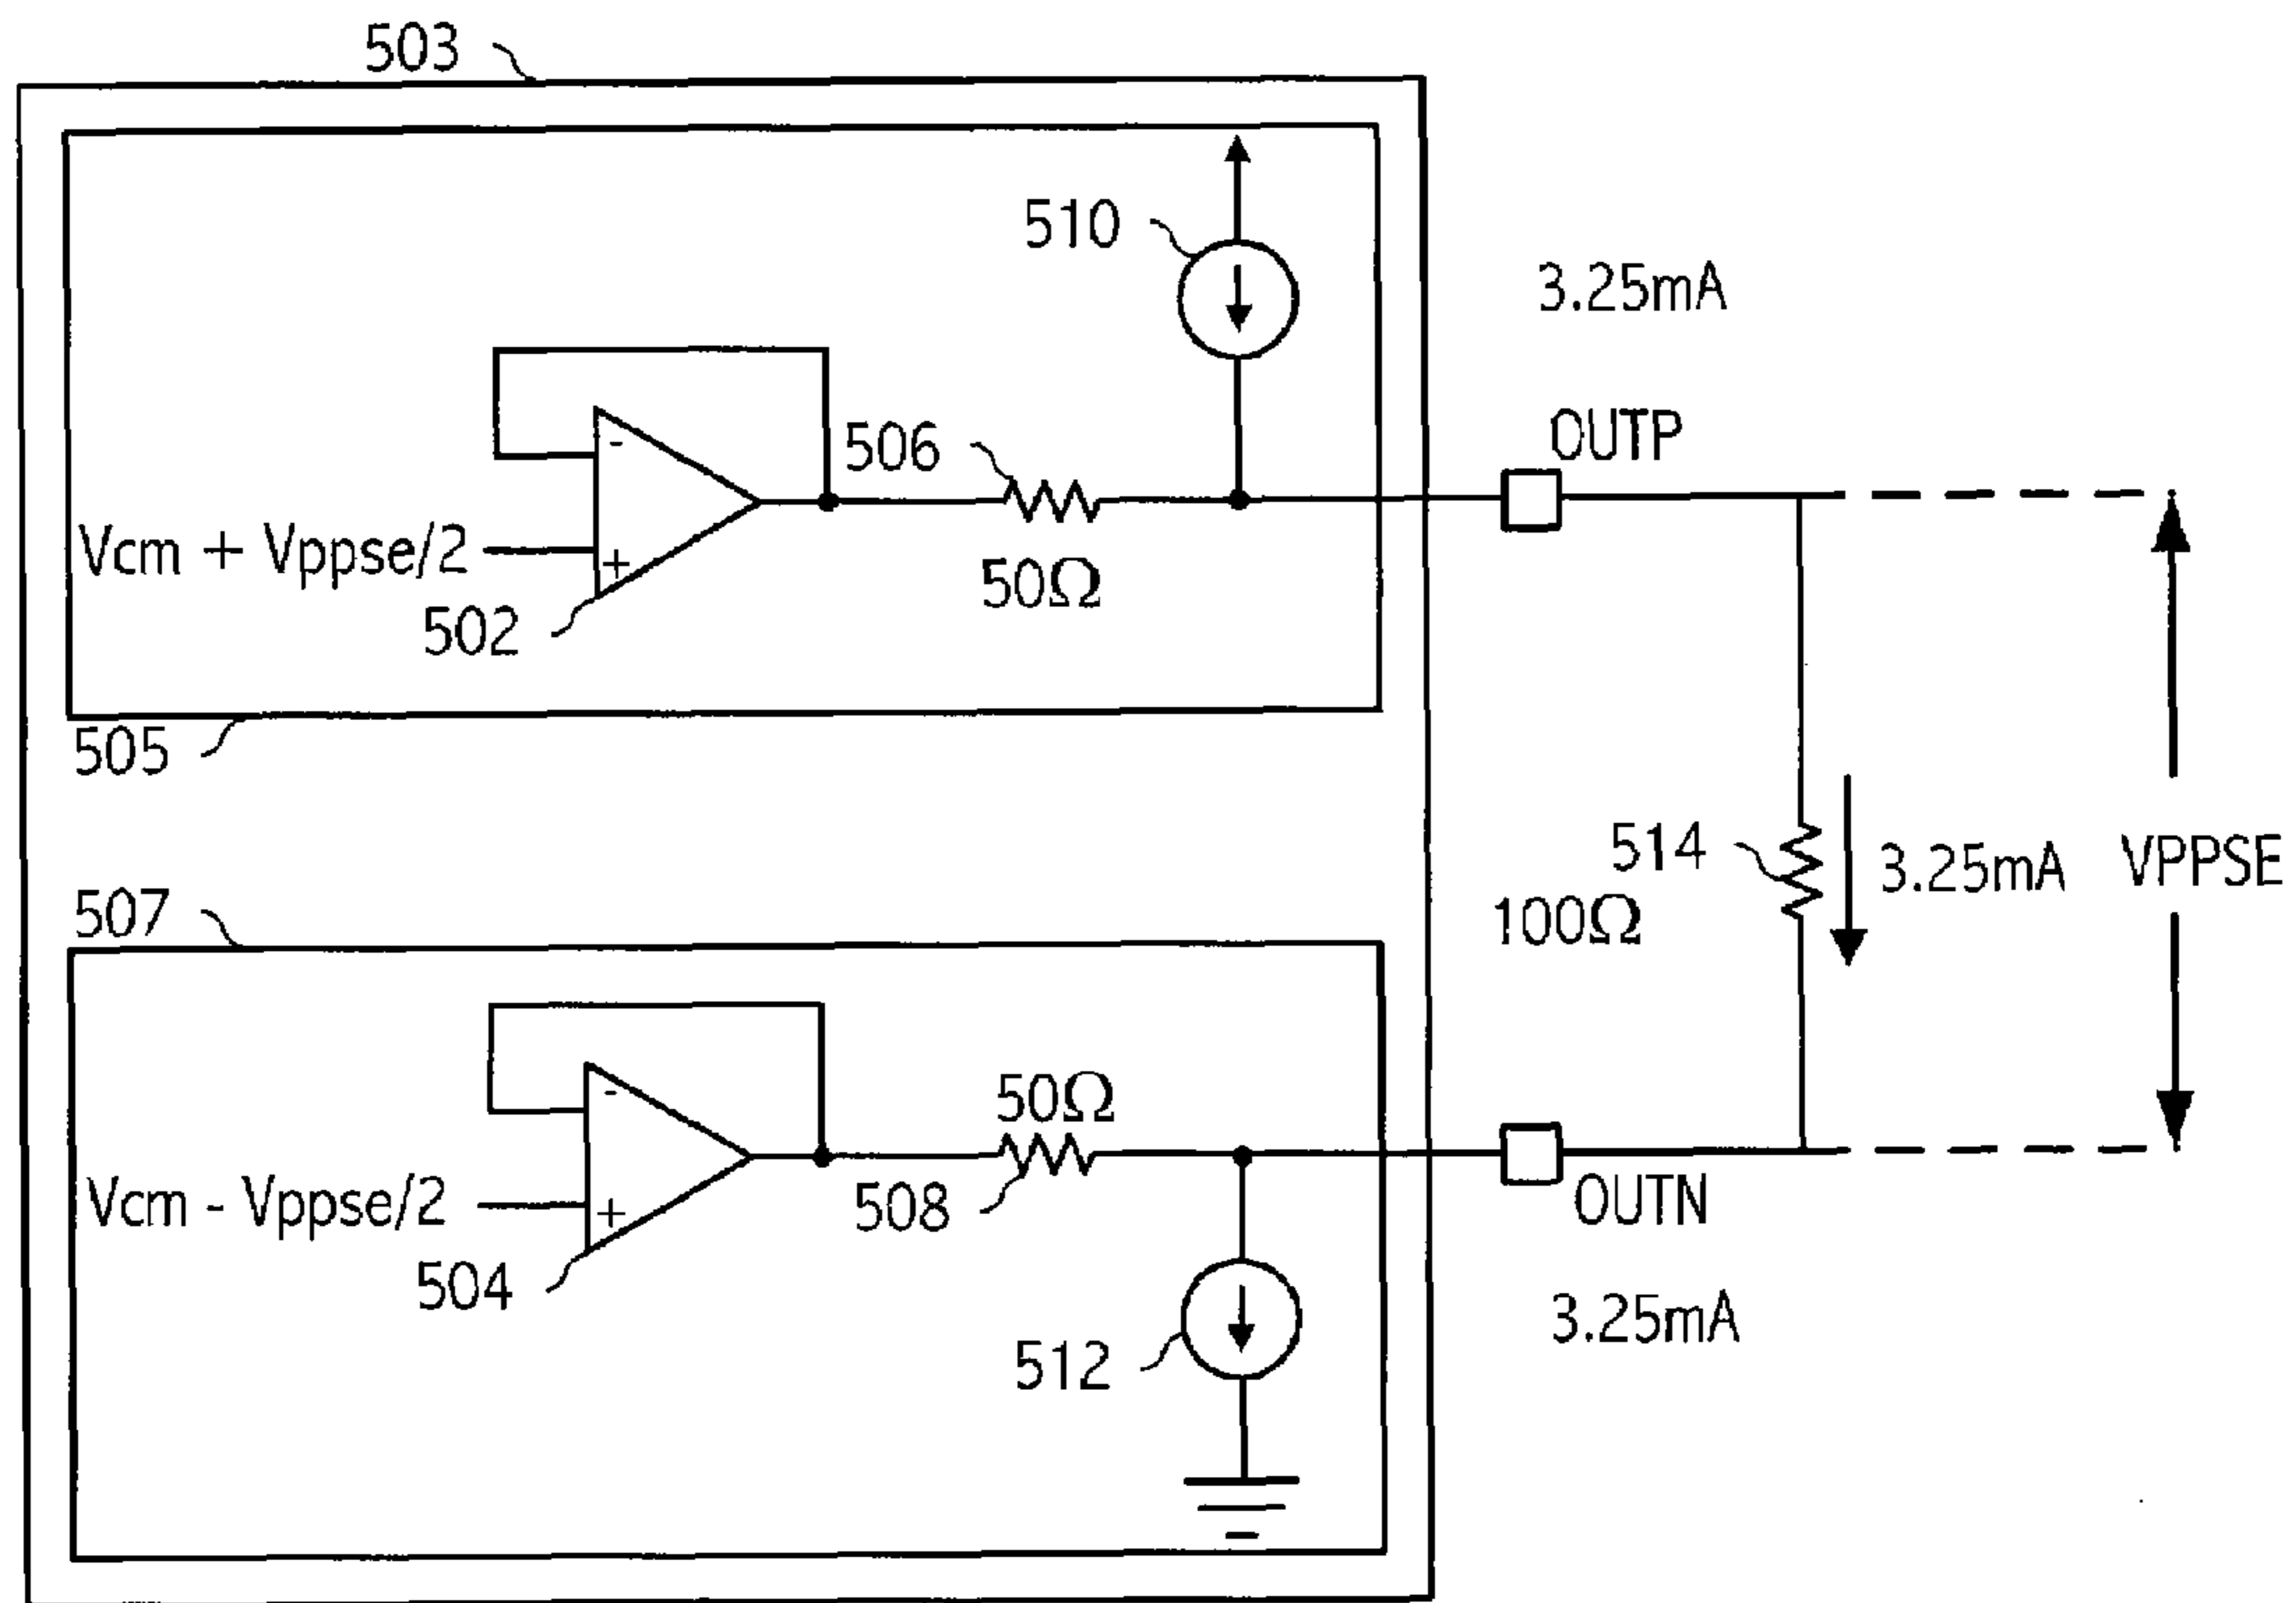 503
510
3.25mA
OUTP
506
-
Vcm + Vppse/2
+
50Ω
502
505
514
3.25mA
VPPSE
100Ω
507
50Ω
-
Vcm - Vppse/2
+
508
OUTN
504
3.25mA
512